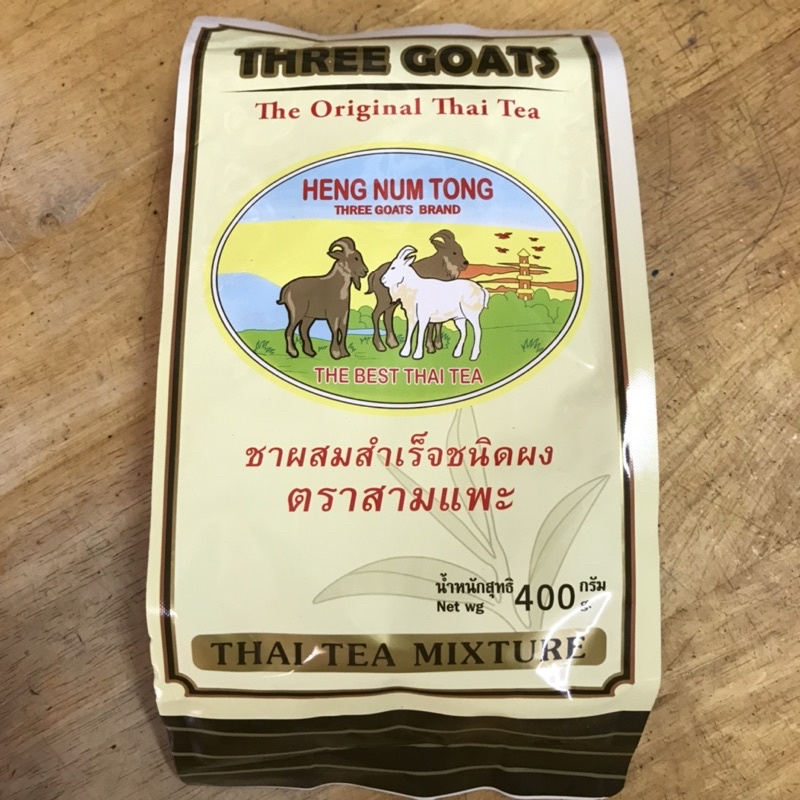 THREE GOATS
The Original Thai Tea
HENG NUM TONG
THREE GOATS BRAND
THE BEST THAI TEA
ชาผสมสำเร็จชนิดผง
ตราสามแพะ
น้ำหนักสุทธิ 400 กรัม
Net wg g.
THAI TEA MIXTURE